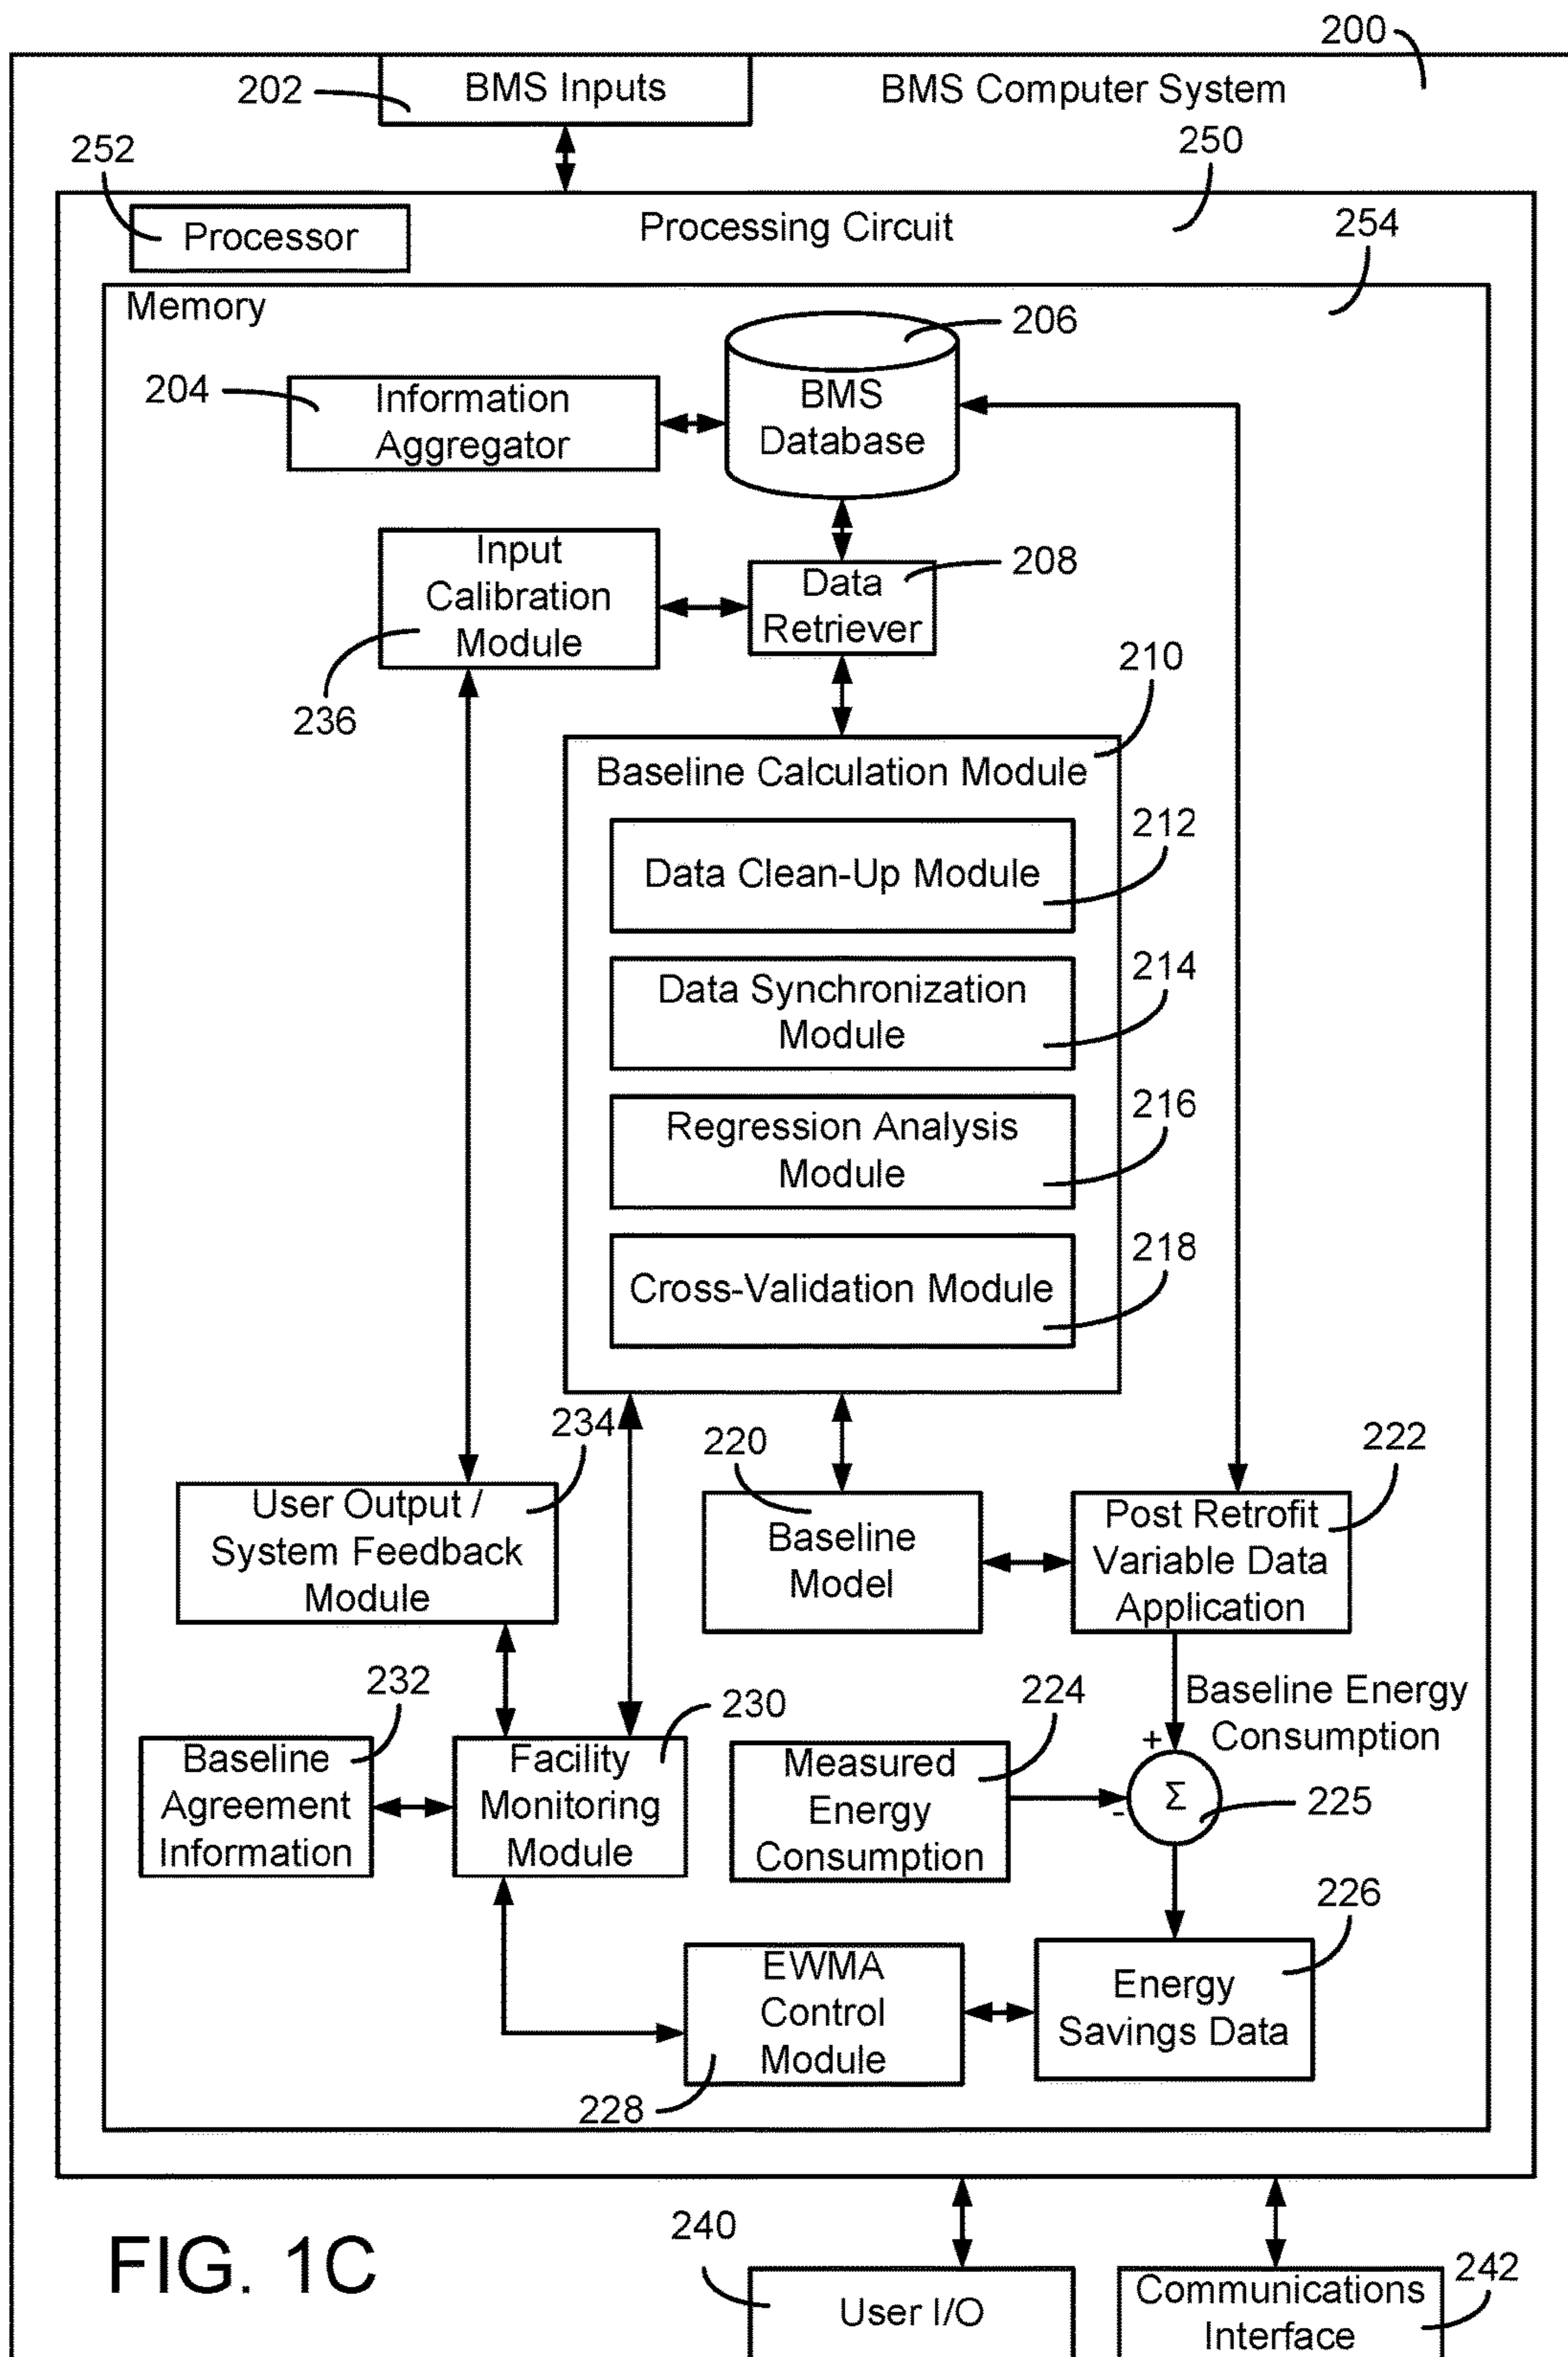 200
202
BMS Inputs
BMS Computer System
252
250
Processor
Processing Circuit
254
Memory
206
204
Information
Aggregator
BMS
Database
Input
Calibration
Module
Data
Retriever
208
236
210
Baseline Calculation Module
212
Data Clean-Up Module
214
Data Synchronization
Module
216
Regression Analysis
Module
218
Cross-Validation Module
234
220
222
User Output /
System Feedback
Module
Baseline
Model
Post Retrofit
Variable Data
Application
232
230
224
Baseline Energy
Consumption
+
Baseline
Agreement
Information
Facility
Monitoring
Module
Measured
Energy
Consumption
-
Σ
225
226
EWMA
Control
Module
Energy
Savings Data
228
FIG. 1C
240
User I/O
242
Communications
Interface